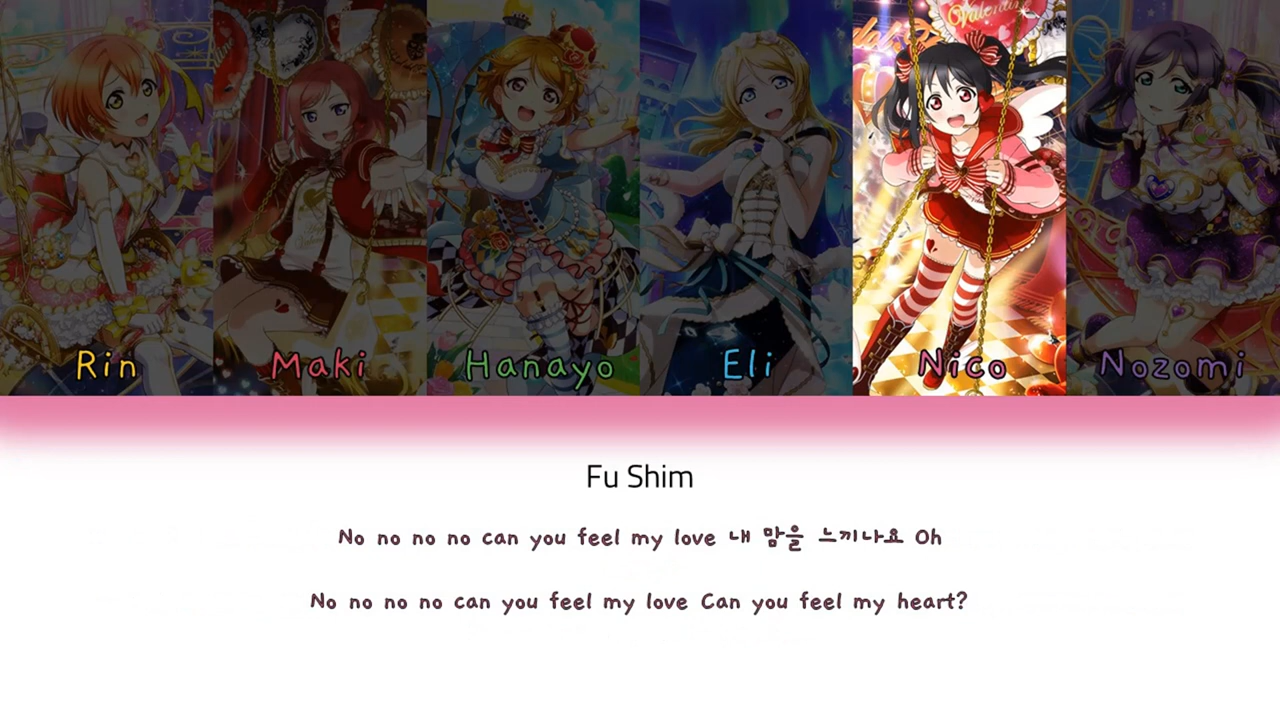 Valentine
Rin
Maki
Hanayo
Eli
Nico
Nozomi
Fu Shim
No no no no can you feel my love 내 맘을 느끼나요 Oh
No no no no can you feel my love Can you feel my heart?